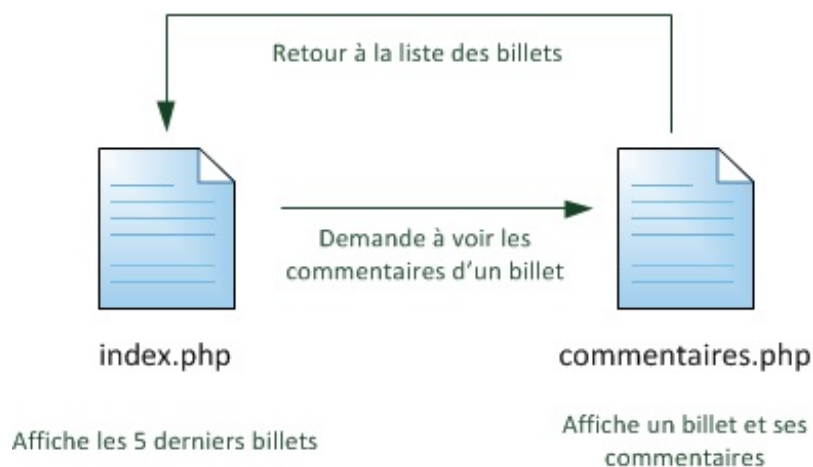 Retour à la liste des billets
Demande à voir les
commentaires d'un billet
index.php
commentaires.php
Affiche les 5 derniers billets
Affiche un billet et ses
commentaires